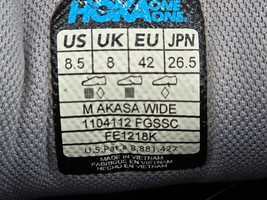 HOKA ONE ONE
US UK EU JPN
8.5 8 42 26.5
M AKASA WIDE
1104112 FGSSC
FE1218K
U.S. Pat.# 8,881,427
MADE IN VIETNAM
FABRIQUÉ EN VIETNAM
HECHO EN VIETNAM